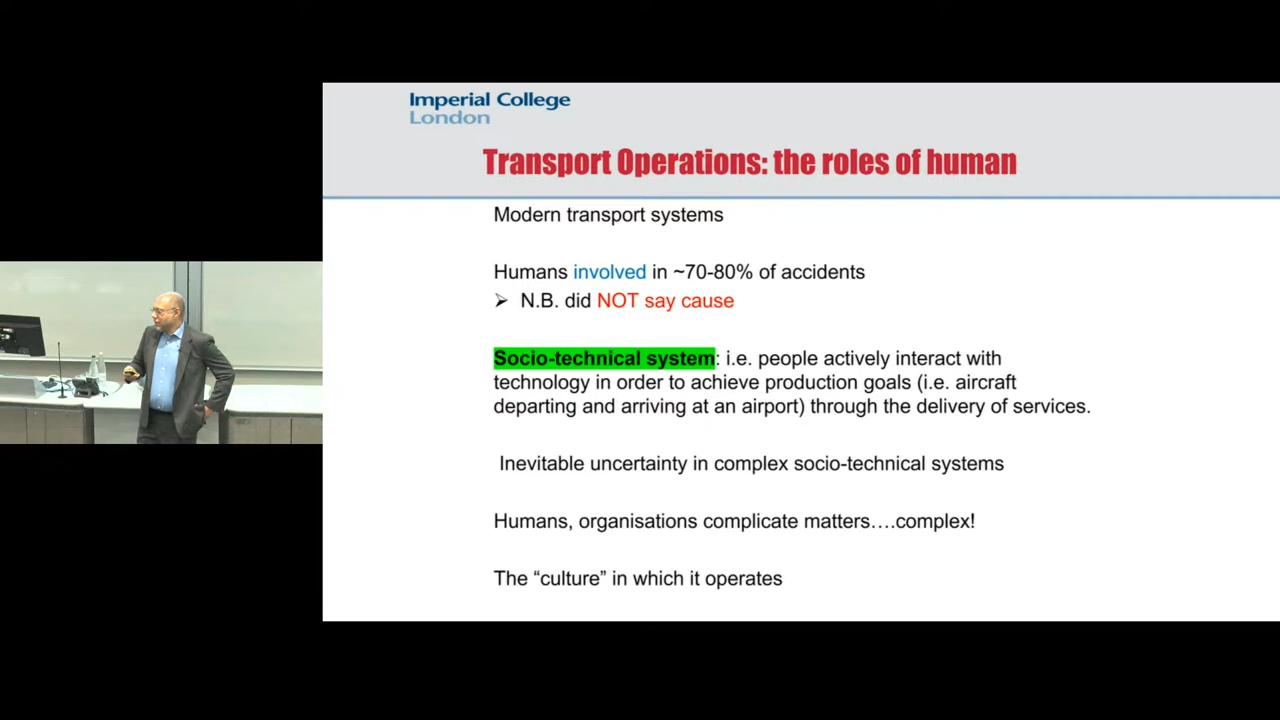 Imperial College
London
Transport Operations: the roles of human
Modern transport systems
Humans involved in ~70-80% of accidents
➢ N.B. did NOT say cause
Socio-technical system: i.e. people actively interact with
technology in order to achieve production goals (i.e. aircraft
departing and arriving at an airport) through the delivery of services.
Inevitable uncertainty in complex socio-technical systems
Humans, organisations complicate matters….complex!
The “culture” in which it operates